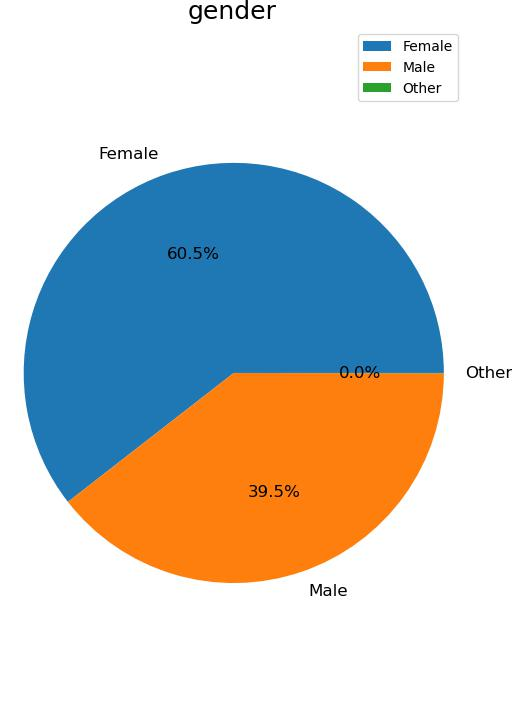 gender
Female
Male
Other
Female
60.5%
0.0%
Other
39.5%
Male